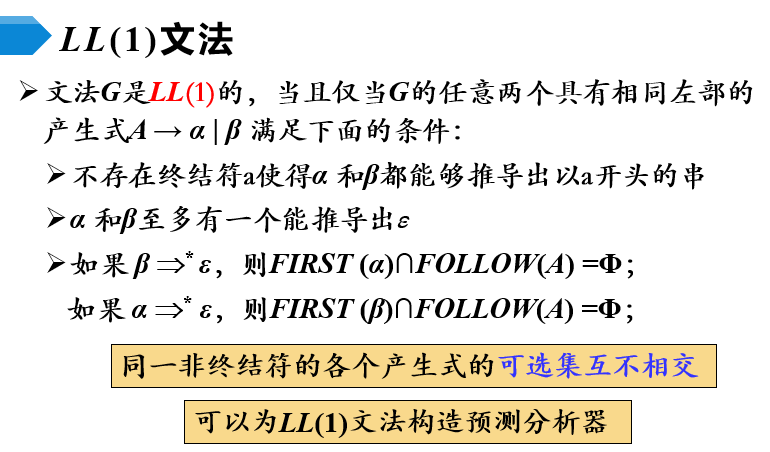 LL(1)文法
➢文法G是LL(1)的，当且仅当G的任意两个具有相同左部的
产生式A → α | β 满足下面的条件：
➢不存在终结符a使得α 和β都能够推导出以a开头的串
➢α 和β至多有一个能推导出ε
➢如果 β ⇒* ε，则FIRST (α)∩FOLLOW(A) =Φ；
如果 α ⇒* ε，则FIRST (β)∩FOLLOW(A) =Φ；
同一非终结符的各个产生式的可选集互不相交
可以为LL(1)文法构造预测分析器